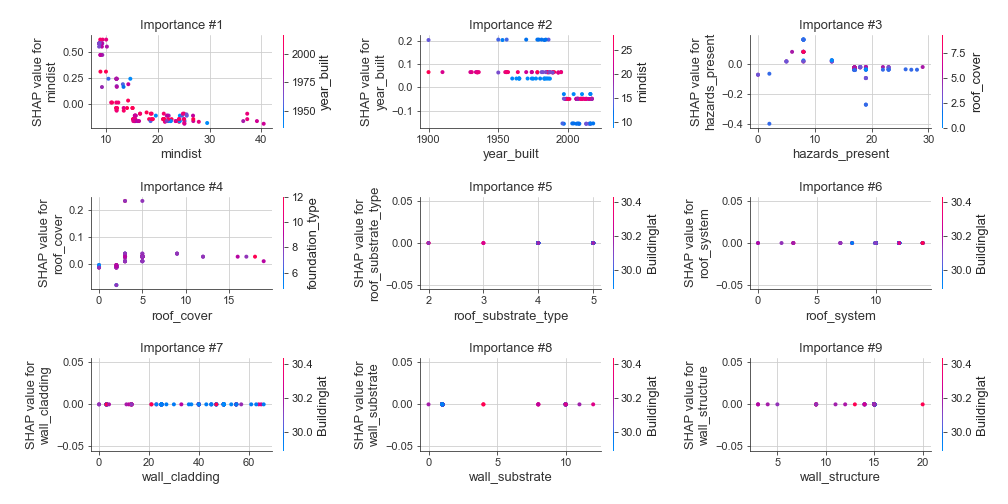 Importance #1
SHAP value for
mindist
0.50
0.25
0.00
10
20
30
40
mindist
2000
1975
1950
year_built
Importance #2
SHAP value for
year_built
0.2
0.1
0.0
−0.1
1900
1950
2000
year_built
25
20
15
10
mindist
Importance #3
SHAP value for
hazards_present
0.0
−0.2
−0.4
0
10
20
30
hazards_present
7.5
5.0
2.5
0.0
roof_cover
Importance #4
SHAP value for
roof_cover
0.2
0.1
0.0
0
5
10
15
roof_cover
12
10
8
6
foundation_type
Importance #5
SHAP value for
roof_substrate_type
0.05
0.00
−0.05
2
3
4
5
roof_substrate_type
30.4
30.2
30.0
Buildinglat
Importance #6
SHAP value for
roof_system
0.05
0.00
−0.05
0
5
10
roof_system
30.4
30.2
30.0
Buildinglat
Importance #7
SHAP value for
wall_cladding
0.05
0.00
−0.05
0
20
40
60
wall_cladding
30.4
30.2
30.0
Buildinglat
Importance #8
SHAP value for
wall_substrate
0.05
0.00
−0.05
0
5
10
wall_substrate
30.4
30.2
30.0
Buildinglat
Importance #9
SHAP value for
wall_structure
0.05
0.00
−0.05
5
10
15
20
wall_structure
30.4
30.2
30.0
Buildinglat